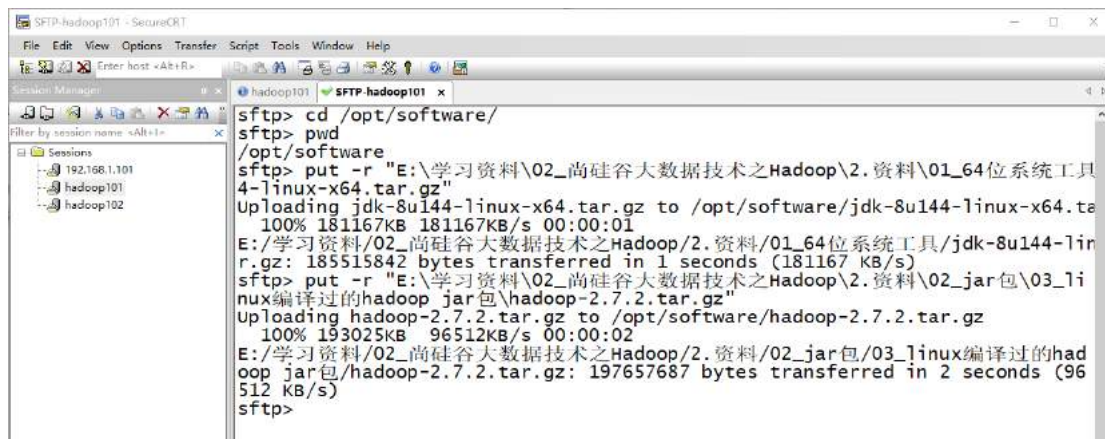 SFTP-hadoop101 - SecureCRT
File Edit View Options Transfer Script Tools Window Help
Enter host <Alt+R>
Session Manager
hadoop101 SFTP-hadoop101
Filter by session name <Alt+I>
Sessions
192.168.1.101
hadoop101
hadoop102
sftp> cd /opt/software/
sftp> pwd
/opt/software
sftp> put -r "E:\学习资料\02_尚硅谷大数据技术之Hadoop\2.资料\01_64位系统工具
4-linux-x64.tar.gz"
Uploading jdk-8u144-linux-x64.tar.gz to /opt/software/jdk-8u144-linux-x64.ta
100% 181167KB 181167KB/s 00:00:01
E:/学习资料/02_尚硅谷大数据技术之Hadoop/2.资料/01_64位系统工具/jdk-8u144-lin
r.gz: 185515842 bytes transferred in 1 seconds (181167 KB/s)
sftp> put -r "E:\学习资料\02_尚硅谷大数据技术之Hadoop\2.资料\02_jar包\03_li
nux编译过的hadoop jar包\hadoop-2.7.2.tar.gz"
Uploading hadoop-2.7.2.tar.gz to /opt/software/hadoop-2.7.2.tar.gz
100% 193025KB 96512KB/s 00:00:02
E:/学习资料/02_尚硅谷大数据技术之Hadoop/2.资料/02_jar包/03_linux编译过的had
oop jar包/hadoop-2.7.2.tar.gz: 197657687 bytes transferred in 2 seconds (96
512 KB/s)
sftp>